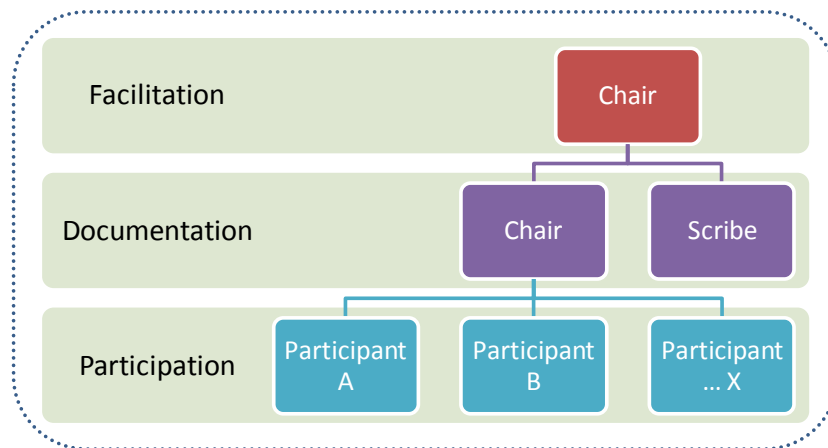 Facilitation
Chair
Documentation
Chair
Scribe
Participation
Participant
A
Participant
B
Participant
... X